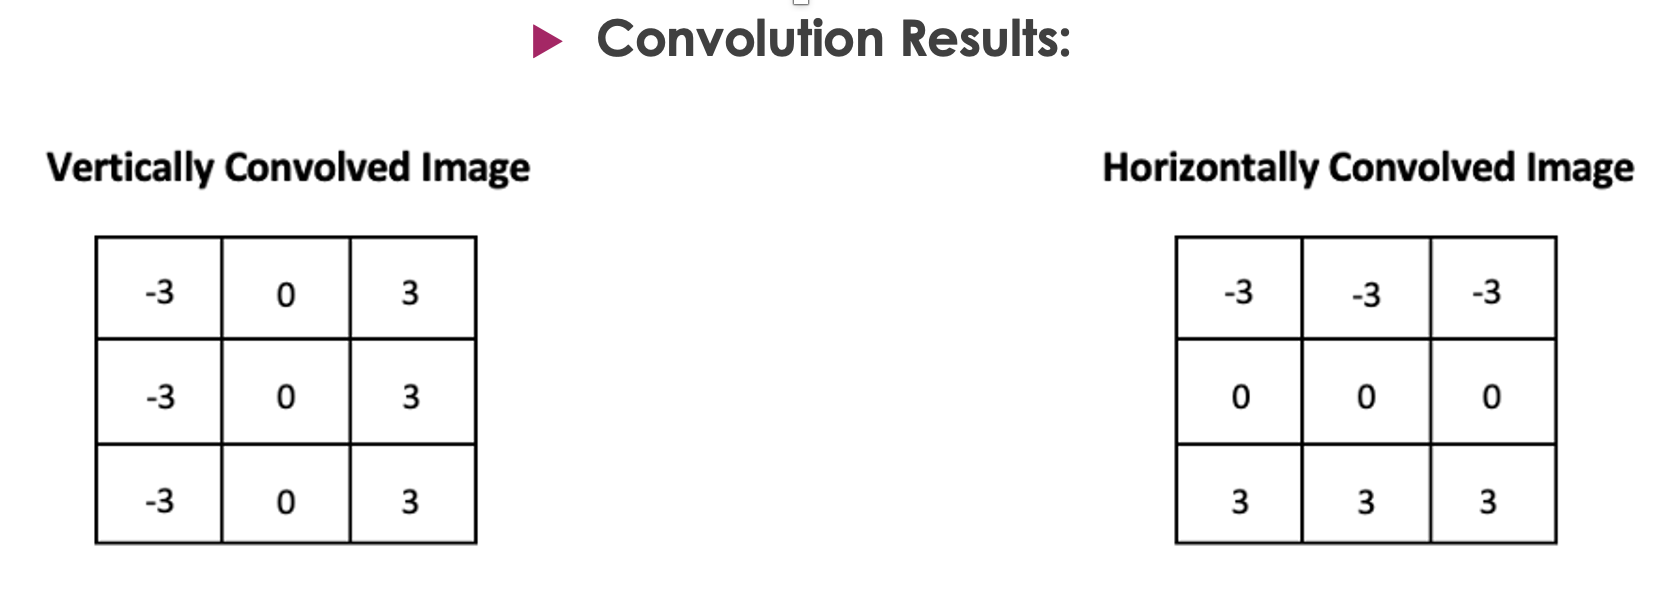 Convolution Results:
Vertically Convolved Image
-3 0 3
-3 0 3
-3 0 3
Horizontally Convolved Image
-3 -3 -3
0 0 0
3 3 3